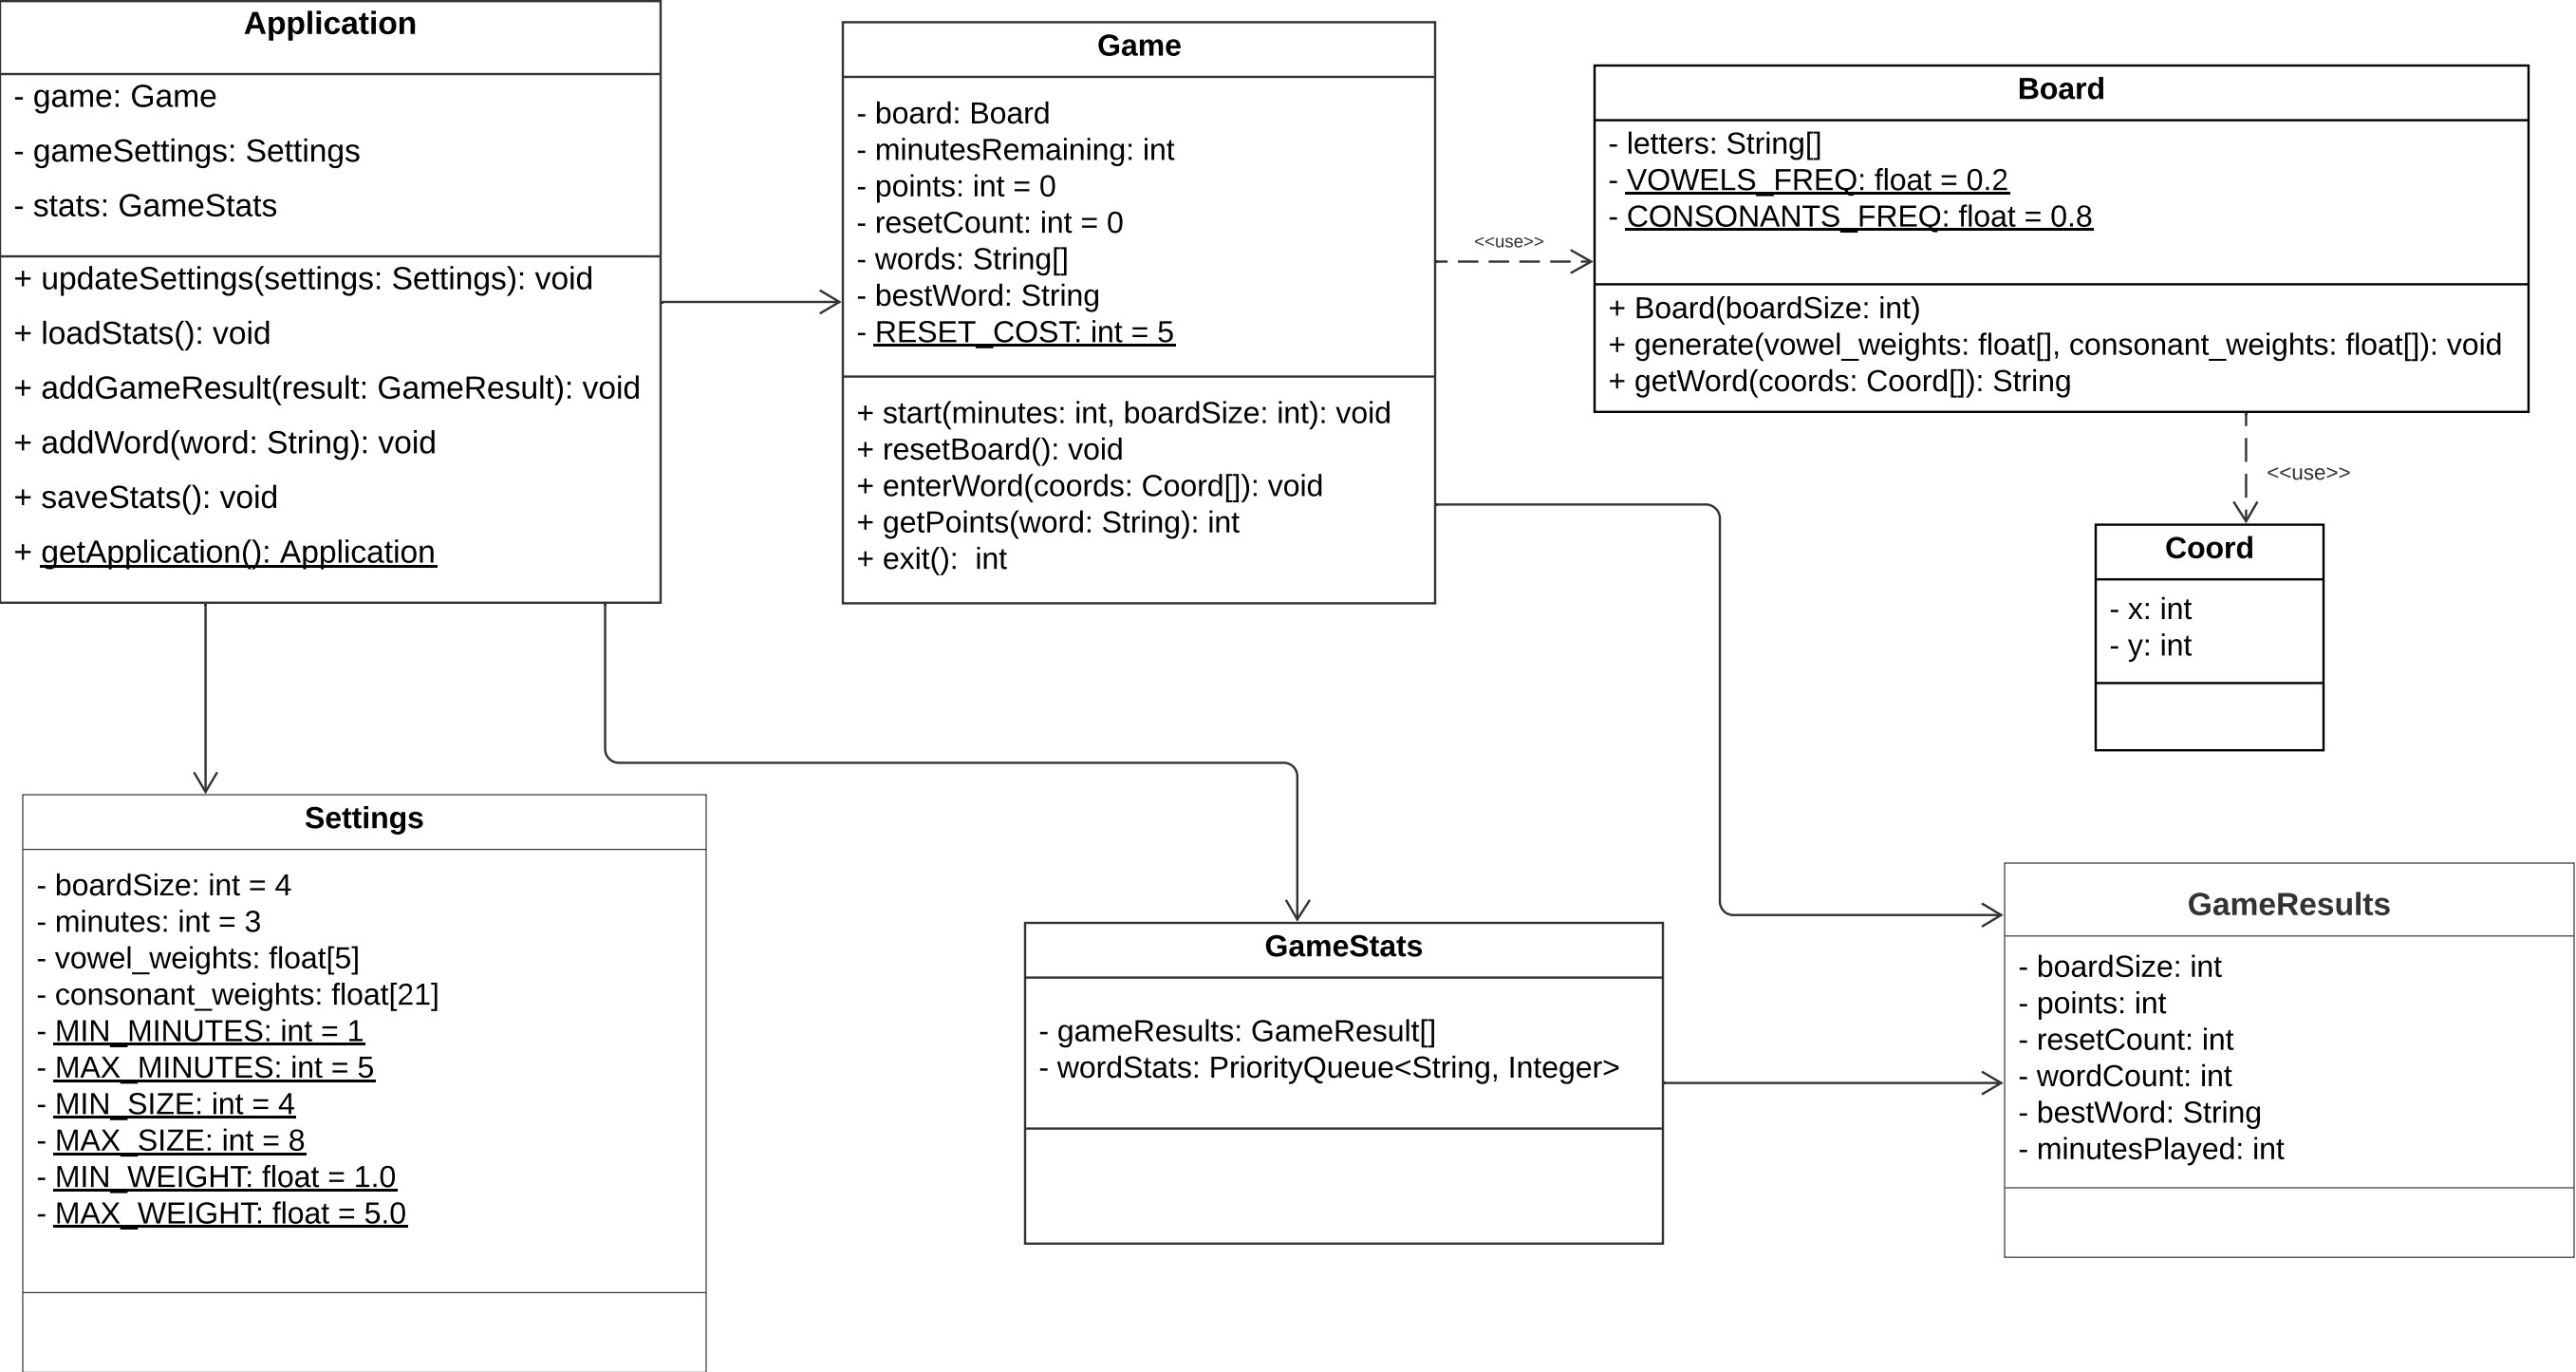 Application
- game: Game
- gameSettings: Settings
- stats: GameStats
+ updateSettings(settings: Settings): void
+ loadStats(): void
+ addGameResult(result: GameResult): void
+ addWord(word: String): void
+ saveStats(): void
+ getApplication(): Application
Game
- board: Board
- minutesRemaining: int
- points: int = 0
- resetCount: int = 0
- words: String[]
- bestWord: String
- RESET_COST: int = 5
+ start(minutes: int, boardSize: int): void
+ resetBoard(): void
+ enterWord(coords: Coord[]): void
+ getPoints(word: String): int
+ exit():  int
<<use>>
Board
- letters: String[]
- VOWELS_FREQ: float = 0.2
- CONSONANTS_FREQ: float = 0.8
+ Board(boardSize: int)
+ generate(vowel_weights: float[], consonant_weights: float[]): void
+ getWord(coords: Coord[]): String
<<use>>
Coord
- x: int
- y: int
Settings
- boardSize: int = 4
- minutes: int = 3
- vowel_weights: float[5]
- consonant_weights: float[21]
- MIN_MINUTES: int = 1
- MAX_MINUTES: int = 5
- MIN_SIZE: int = 4
- MAX_SIZE: int = 8
- MIN_WEIGHT: float = 1.0
- MAX_WEIGHT: float = 5.0
GameStats
- gameResults: GameResult[]
- wordStats: PriorityQueue<String, Integer>
GameResults
- boardSize: int
- points: int
- resetCount: int
- wordCount: int
- bestWord: String
- minutesPlayed: int